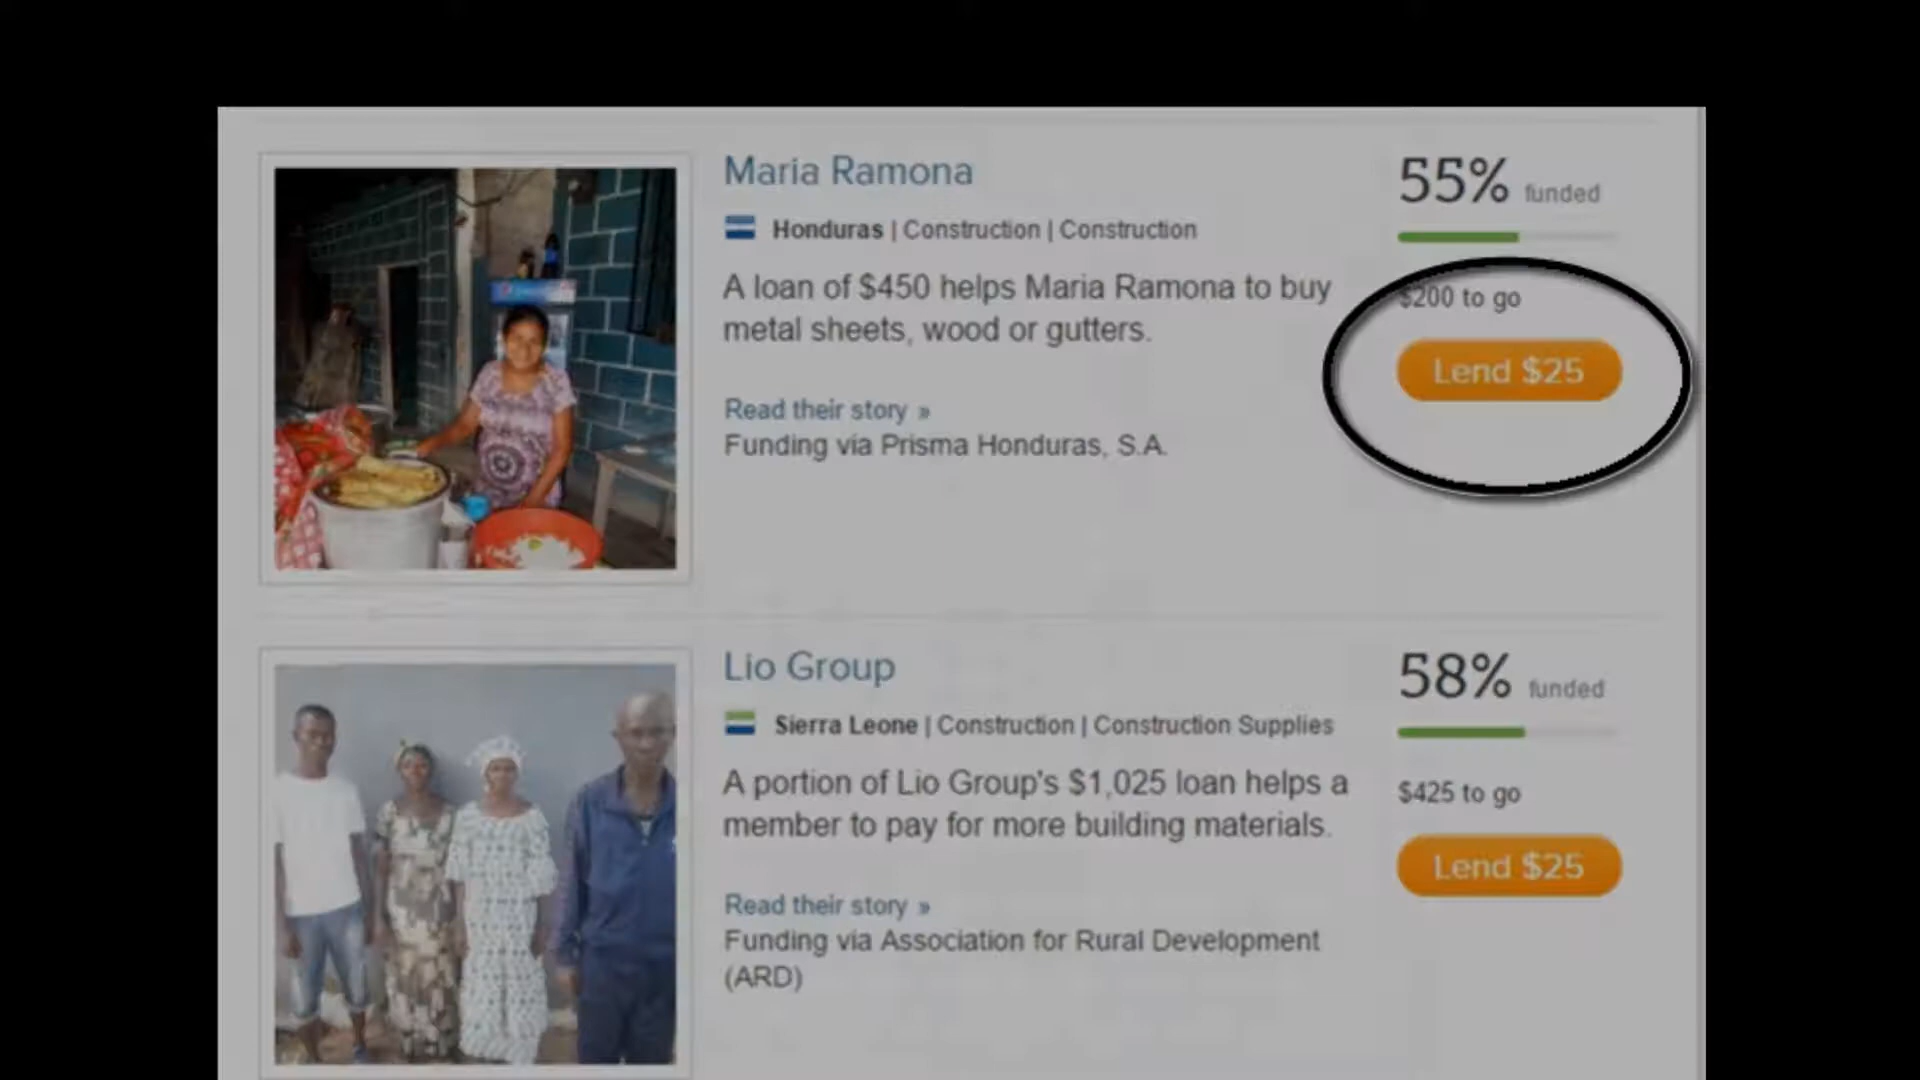 Maria Ramona
Honduras | Construction | Construction
A loan of $450 helps Maria Ramona to buy
metal sheets, wood or gutters.
Read their story »
Funding via Prisma Honduras, S.A.
55% funded
$200 to go
Lend $25
Lio Group
Sierra Leone | Construction | Construction Supplies
A portion of Lio Group's $1,025 loan helps a
member to pay for more building materials.
Read their story »
Funding via Association for Rural Development
(ARD)
58% funded
$425 to go
Lend $25